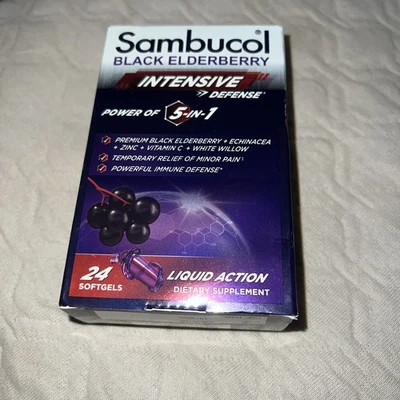 Sambucol
BLACK ELDERBERRY
INTENSIVE
DEFENSE*
POWER OF 5-IN-1
PREMIUM BLACK ELDERBERRY + ECHINACEA
+ ZINC + VITAMIN C + WHITE WILLOW
TEMPORARY RELIEF OF MINOR PAIN§
POWERFUL IMMUNE DEFENSE*
24
SOFTGELS
LIQUID ACTION
DIETARY SUPPLEMENT